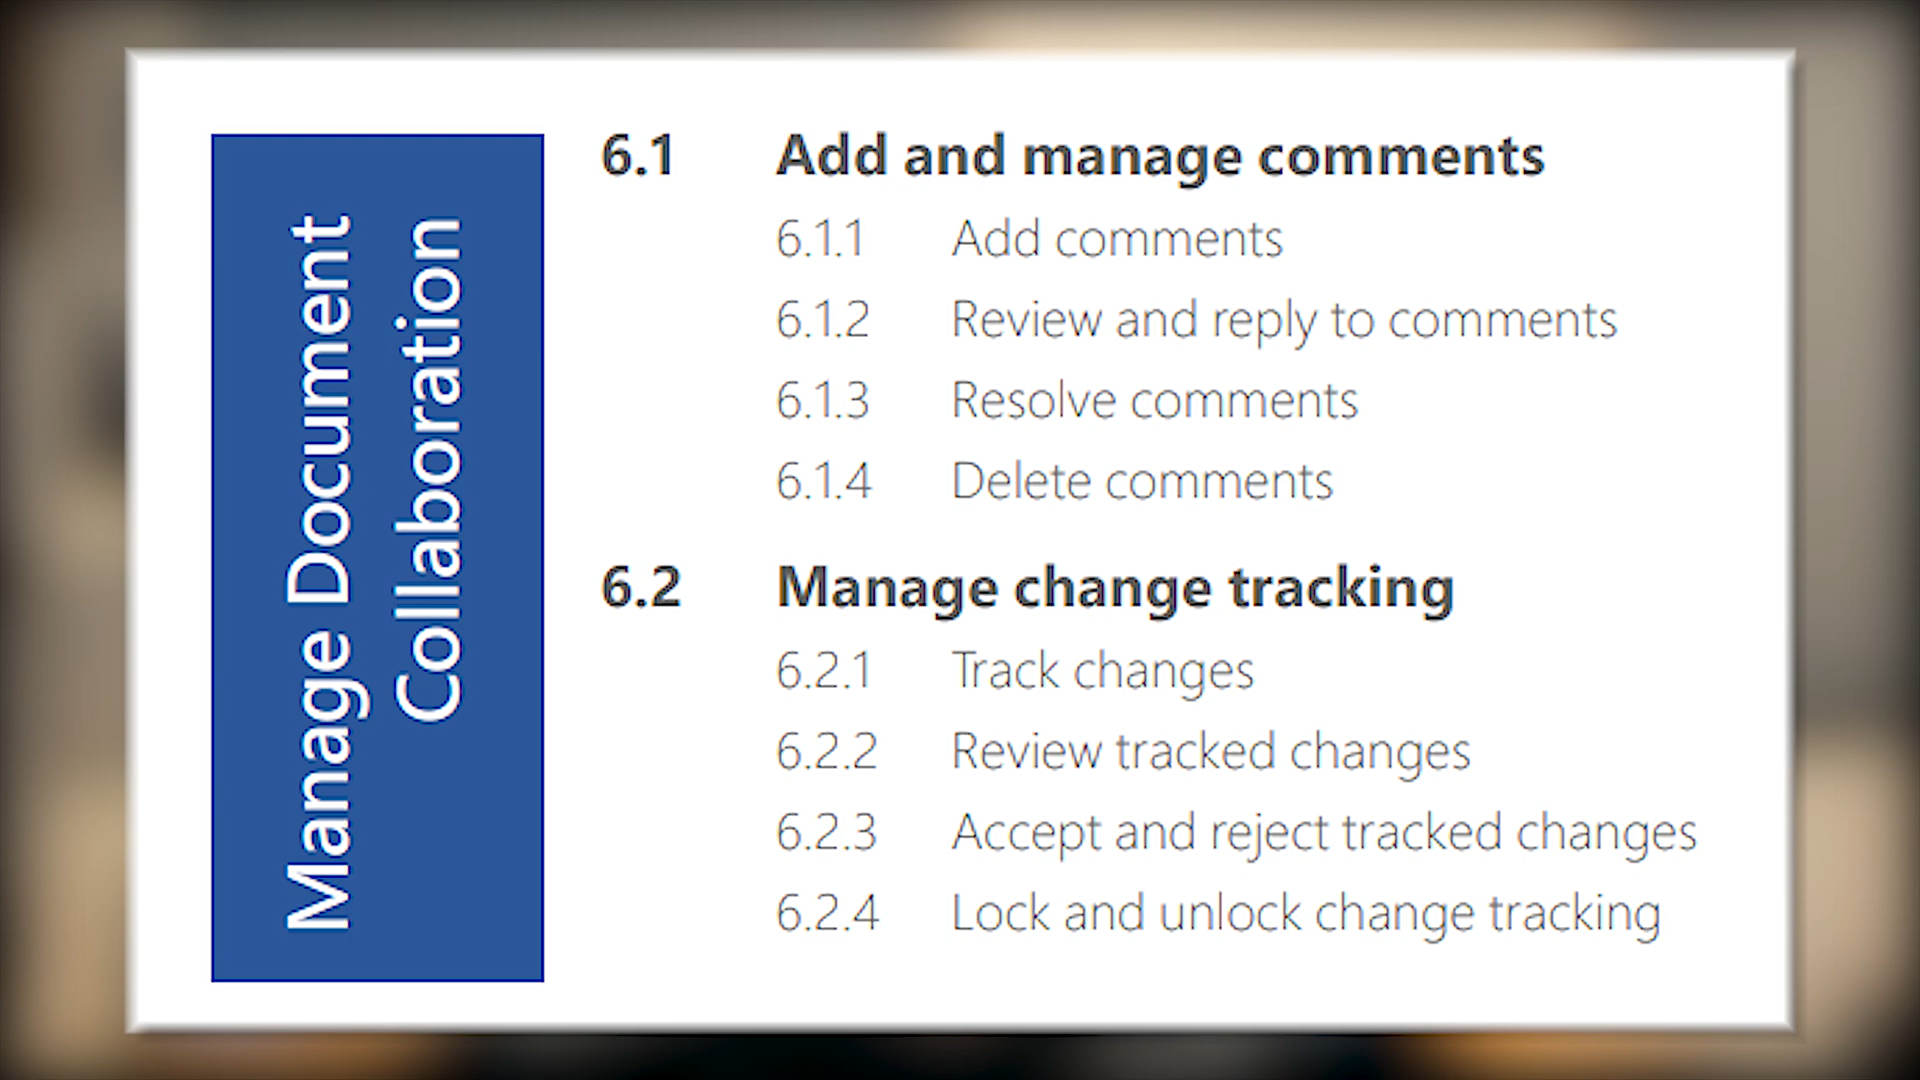 Manage Document
Collaboration
6.1 Add and manage comments
6.1.1 Add comments
6.1.2 Review and reply to comments
6.1.3 Resolve comments
6.1.4 Delete comments
6.2 Manage change tracking
6.2.1 Track changes
6.2.2 Review tracked changes
6.2.3 Accept and reject tracked changes
6.2.4 Lock and unlock change tracking